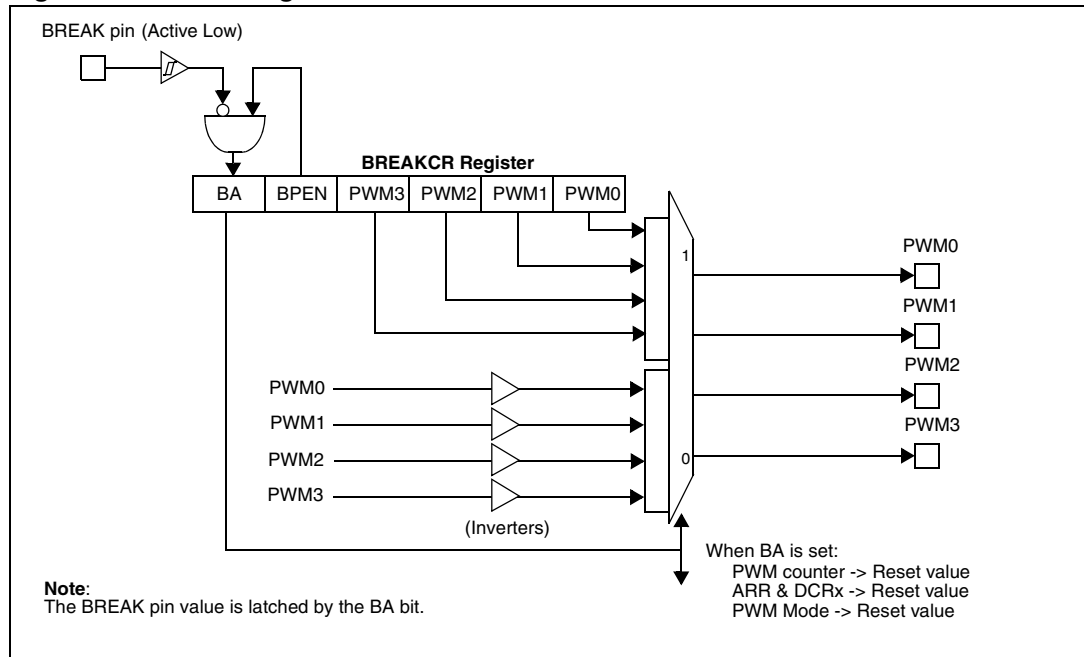 BREAK pin (Active Low)
BREAKCR Register
BA BPEN PWM3 PWM2 PWM1 PWM0
1
PWM0
PWM1
PWM2
PWM3
PWM0
PWM1
PWM2
PWM3
0
(Inverters)
When BA is set:
PWM counter -> Reset value
ARR & DCRx -> Reset value
PWM Mode -> Reset value
Note:
The BREAK pin value is latched by the BA bit.